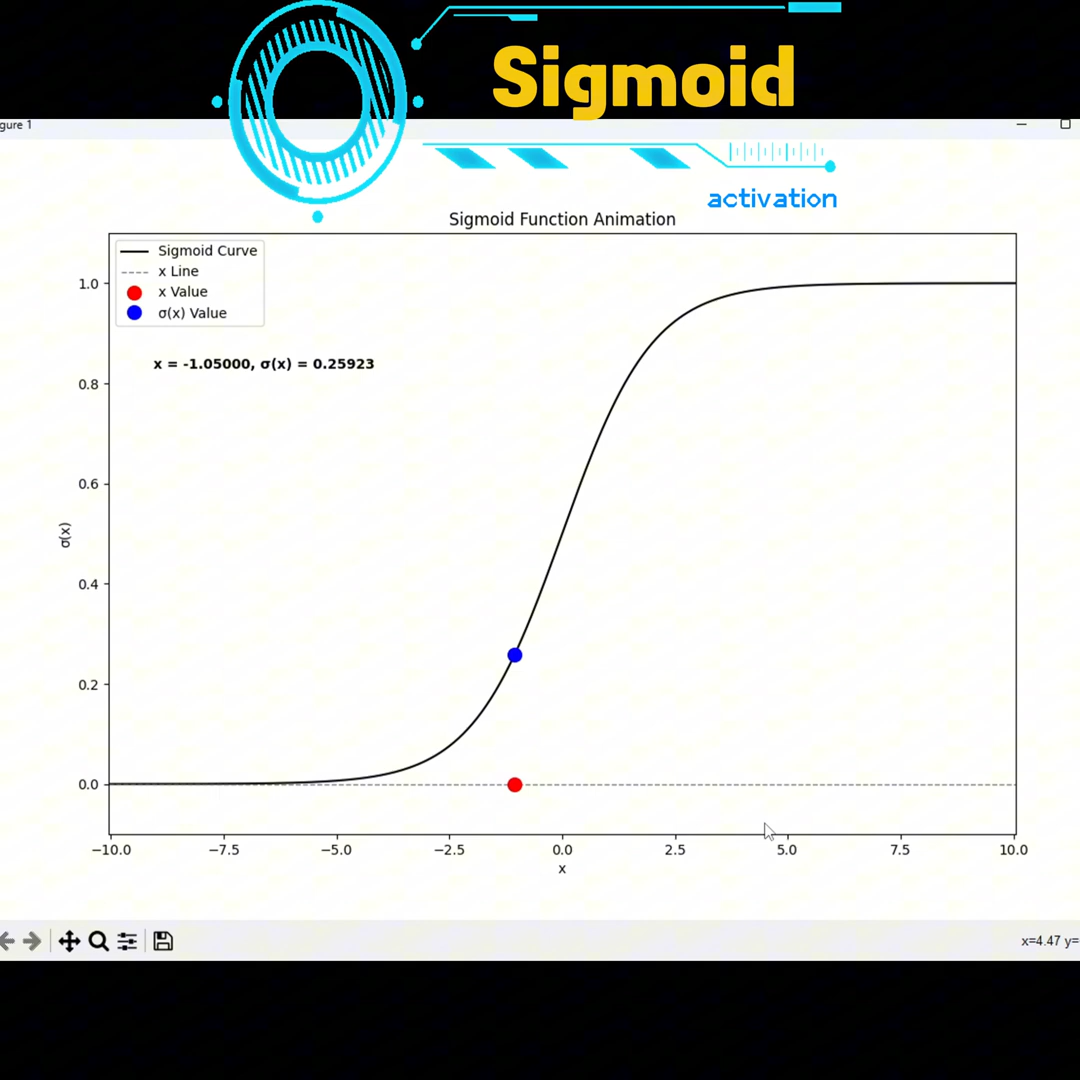 Sigmoid
gure 1
activation
Sigmoid Function Animation
Sigmoid Curve
x Line
x Value
σ(x) Value
x = -1.05000, σ(x) = 0.25923
1.0
0.8
0.6
0.4
0.2
0.0
σ(x)
−10.0 −7.5 −5.0 −2.5 0.0 2.5 5.0 7.5 10.0
x
x=4.47 y=